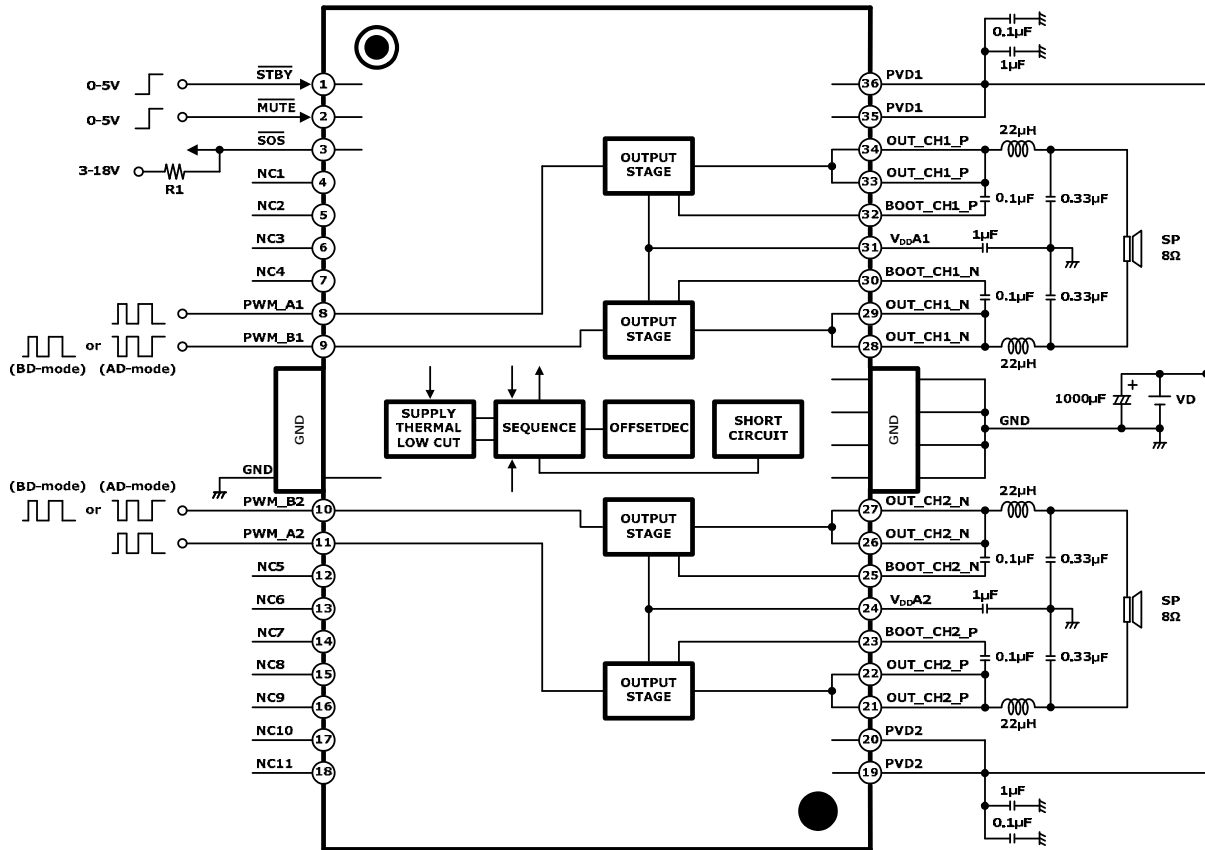 0.1µF
1µF
0-5V
STBY
1
36
PVD1
0-5V
MUTE
2
35
PVD1
SOS
3
3-18V
R1
OUTPUT
STAGE
34
OUT_CH1_P
22µH
NC1
4
33
OUT_CH1_P
0.1µF
0.33µF
NC2
5
32
BOOT_CH1_P
NC3
6
31
VDDA1
1µF
SP
8Ω
NC4
7
30
BOOT_CH1_N
PWM_A1
8
OUTPUT
STAGE
29
OUT_CH1_N
0.1µF
0.33µF
or
PWM_B1
9
28
OUT_CH1_N
22µH
(BD-mode)
(AD-mode)
GND
SUPPLY
THERMAL
LOW CUT
SEQUENCE
OFFSETDEC
SHORT
CIRCUIT
GND
GND
1000µF
+
VD
GND
(BD-mode)
(AD-mode)
or
PWM_B2
10
OUTPUT
STAGE
27
OUT_CH2_N
22µH
PWM_A2
11
26
OUT_CH2_N
0.1µF
0.33µF
NC5
12
25
BOOT_CH2_N
NC6
13
24
VDDA2
1µF
SP
8Ω
NC7
14
23
BOOT_CH2_P
NC8
15
OUTPUT
STAGE
22
OUT_CH2_P
0.1µF
0.33µF
NC9
16
21
OUT_CH2_P
22µH
NC10
17
20
PVD2
NC11
18
19
PVD2
1µF
0.1µF